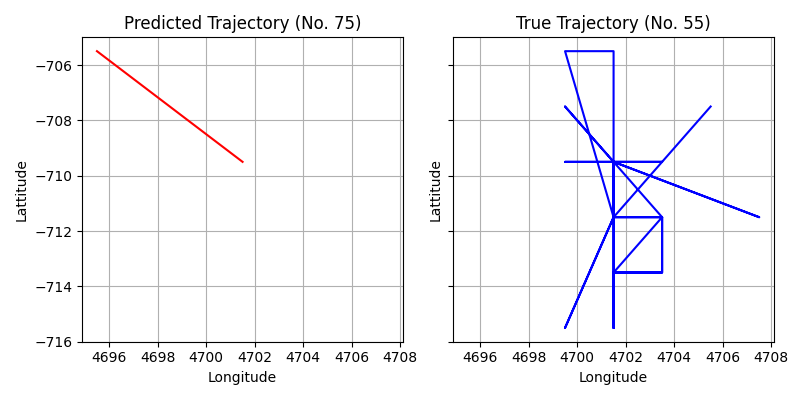 Predicted Trajectory (No. 75)
True Trajectory (No. 55)
−706
−708
−710
−712
−714
−716
Lattitude
4696 4698 4700 4702 4704 4706 4708
Longitude
Lattitude
4696 4698 4700 4702 4704 4706 4708
Longitude